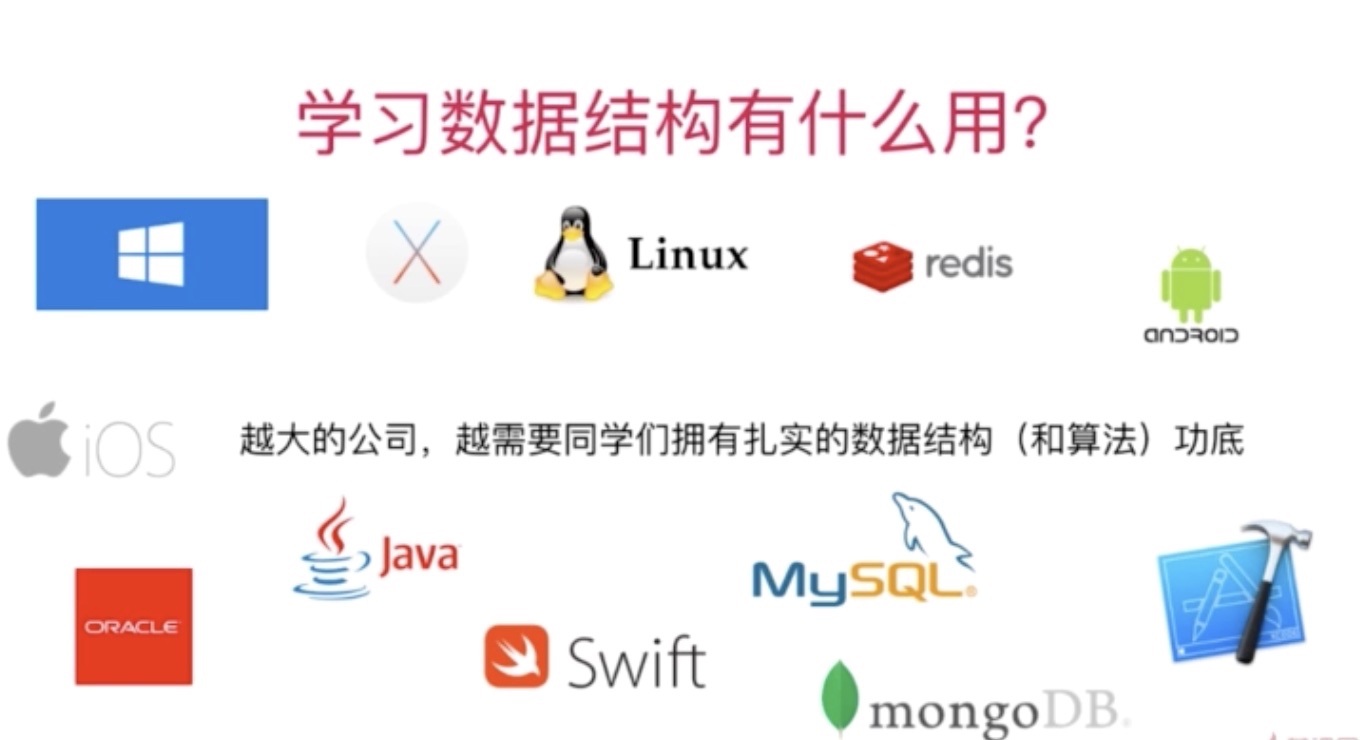 学习数据结构有什么用?
Linux
redis
ANDROID
iOS
越大的公司，越需要同学们拥有扎实的数据结构（和算法）功底
Java
MySQL®
ORACLE
Swift
mongoDB®